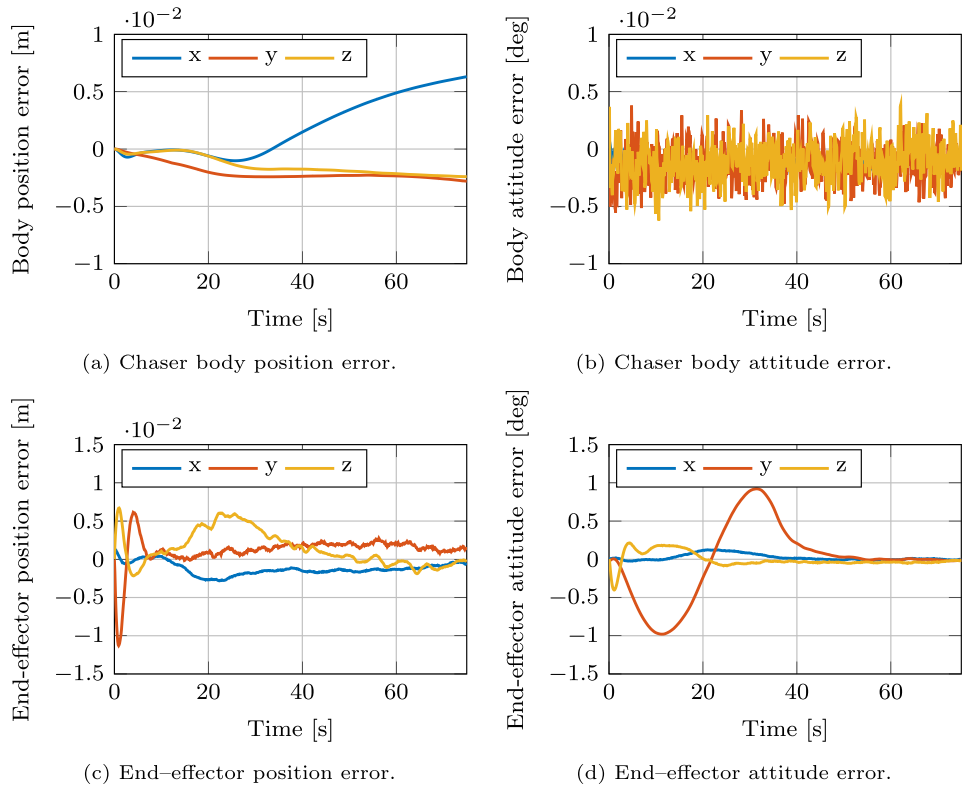 ·10⁻²
1
0.5
0
−0.5
−1
0
20
40
60
x
y
z
Body position error [m]
Time [s]
(a) Chaser body position error.
·10⁻²
1
0.5
0
−0.5
−1
0
20
40
60
x
y
z
Body attitude error [deg]
Time [s]
(b) Chaser body attitude error.
·10⁻²
1.5
1
0.5
0
−0.5
−1
−1.5
0
20
40
60
x
y
z
End-effector position error [m]
Time [s]
(c) End–effector position error.
1.5
1
0.5
0
−0.5
−1
−1.5
0
20
40
60
x
y
z
End-effector attitude error [deg]
Time [s]
(d) End–effector attitude error.